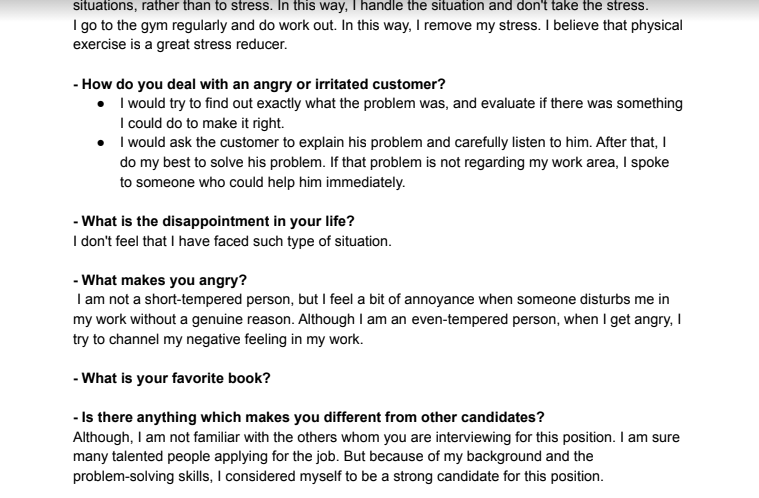 situations, rather than to stress. In this way, I handle the situation and don't take the stress.
I go to the gym regularly and do work out. In this way, I remove my stress. I believe that physical
exercise is a great stress reducer.
- How do you deal with an angry or irritated customer?
● I would try to find out exactly what the problem was, and evaluate if there was something
I could do to make it right.
● I would ask the customer to explain his problem and carefully listen to him. After that, I
do my best to solve his problem. If that problem is not regarding my work area, I spoke
to someone who could help him immediately.
- What is the disappointment in your life?
I don't feel that I have faced such type of situation.
- What makes you angry?
I am not a short-tempered person, but I feel a bit of annoyance when someone disturbs me in
my work without a genuine reason. Although I am an even-tempered person, when I get angry, I
try to channel my negative feeling in my work.
- What is your favorite book?
- Is there anything which makes you different from other candidates?
Although, I am not familiar with the others whom you are interviewing for this position. I am sure
many talented people applying for the job. But because of my background and the
problem-solving skills, I considered myself to be a strong candidate for this position.